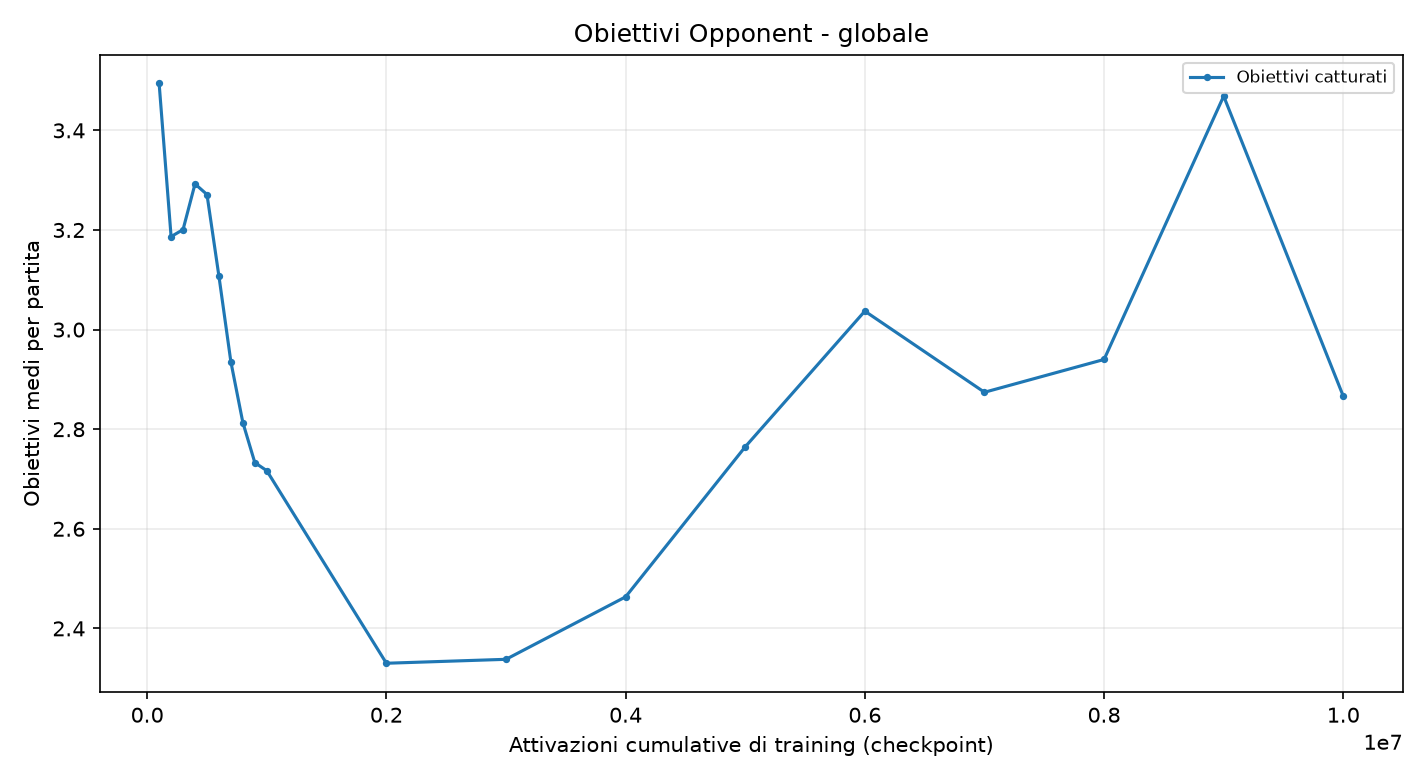 Obiettivi Opponent - globale
Obiettivi catturati
Obiettivi medi per partita
3.4
3.2
3.0
2.8
2.6
2.4
0.0
0.2
0.4
0.6
0.8
1.0
1e7
Attivazioni cumulative di training (checkpoint)